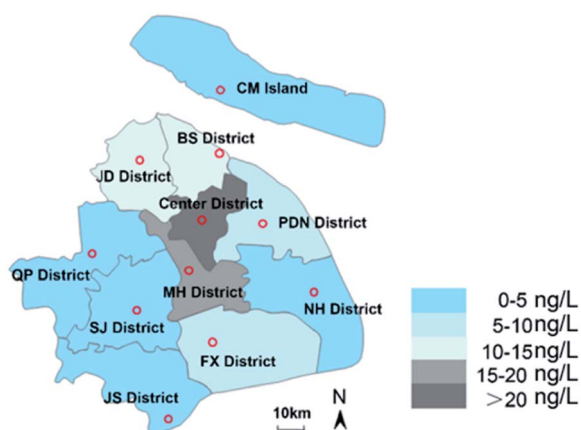 CM Island
BS District
JD District
Center District
PDN District
QP District
MH District
NH District
SJ District
FX District
JS District
N
10km
0-5 ng/L
5-10ng/L
10-15ng/L
15-20 ng/L
>20 ng/L